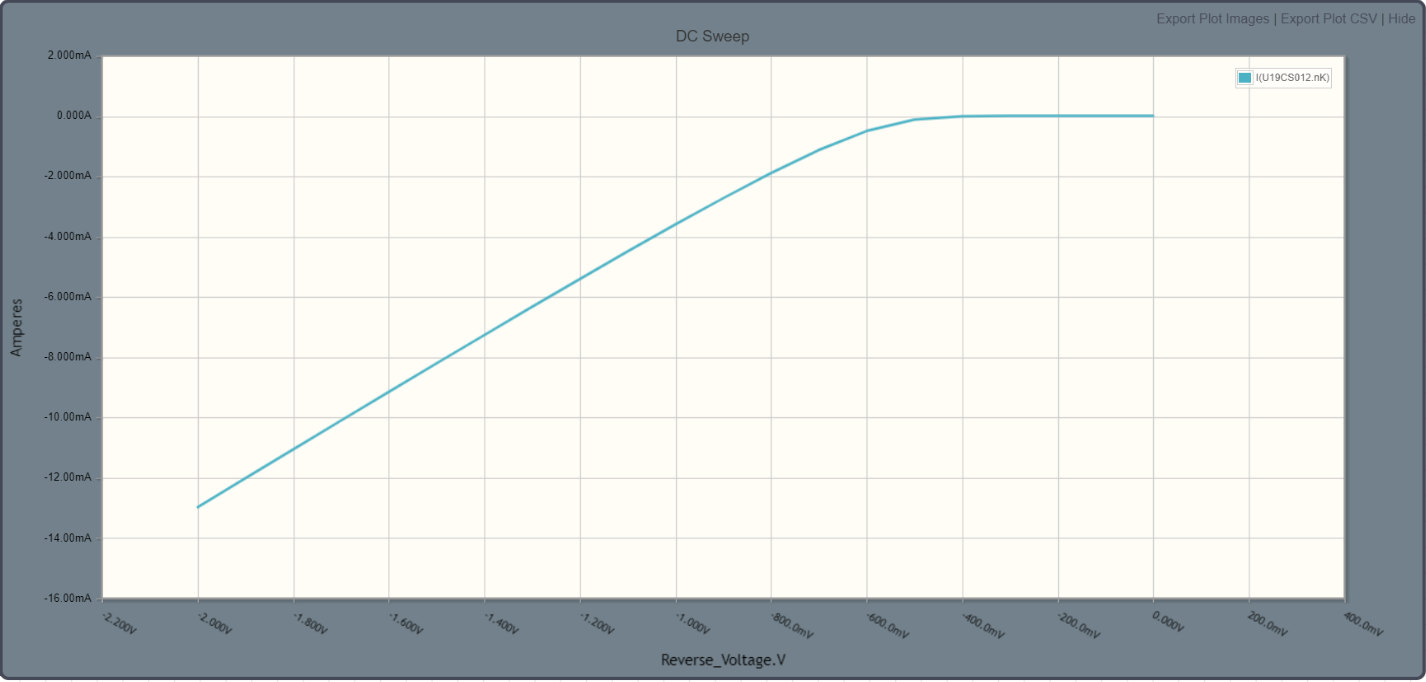 Export Plot Images | Export Plot CSV | Hide
DC Sweep
2.000mA
I(U19CS012.nK)
0.000A
-2.000mA
-4.000mA
-6.000mA
Amperes
-8.000mA
-10.00mA
-12.00mA
-14.00mA
-16.00mA
-2.200V -2.000V -1.800V -1.600V -1.400V -1.200V -1.000V -800.0mV -600.0mV -400.0mV -200.0mV 0.000V 200.0mV 400.0mV
Reverse_Voltage.V